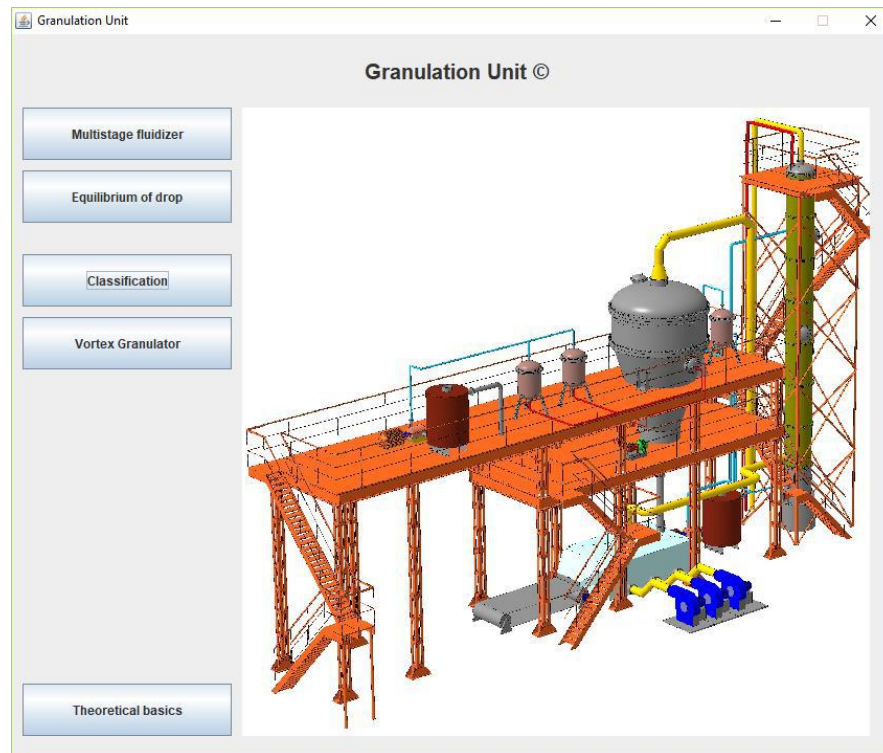 Granulation Unit
Granulation Unit ©
Multistage fluidizer
Equilibrium of drop
Classification
Vortex Granulator
Theoretical basics